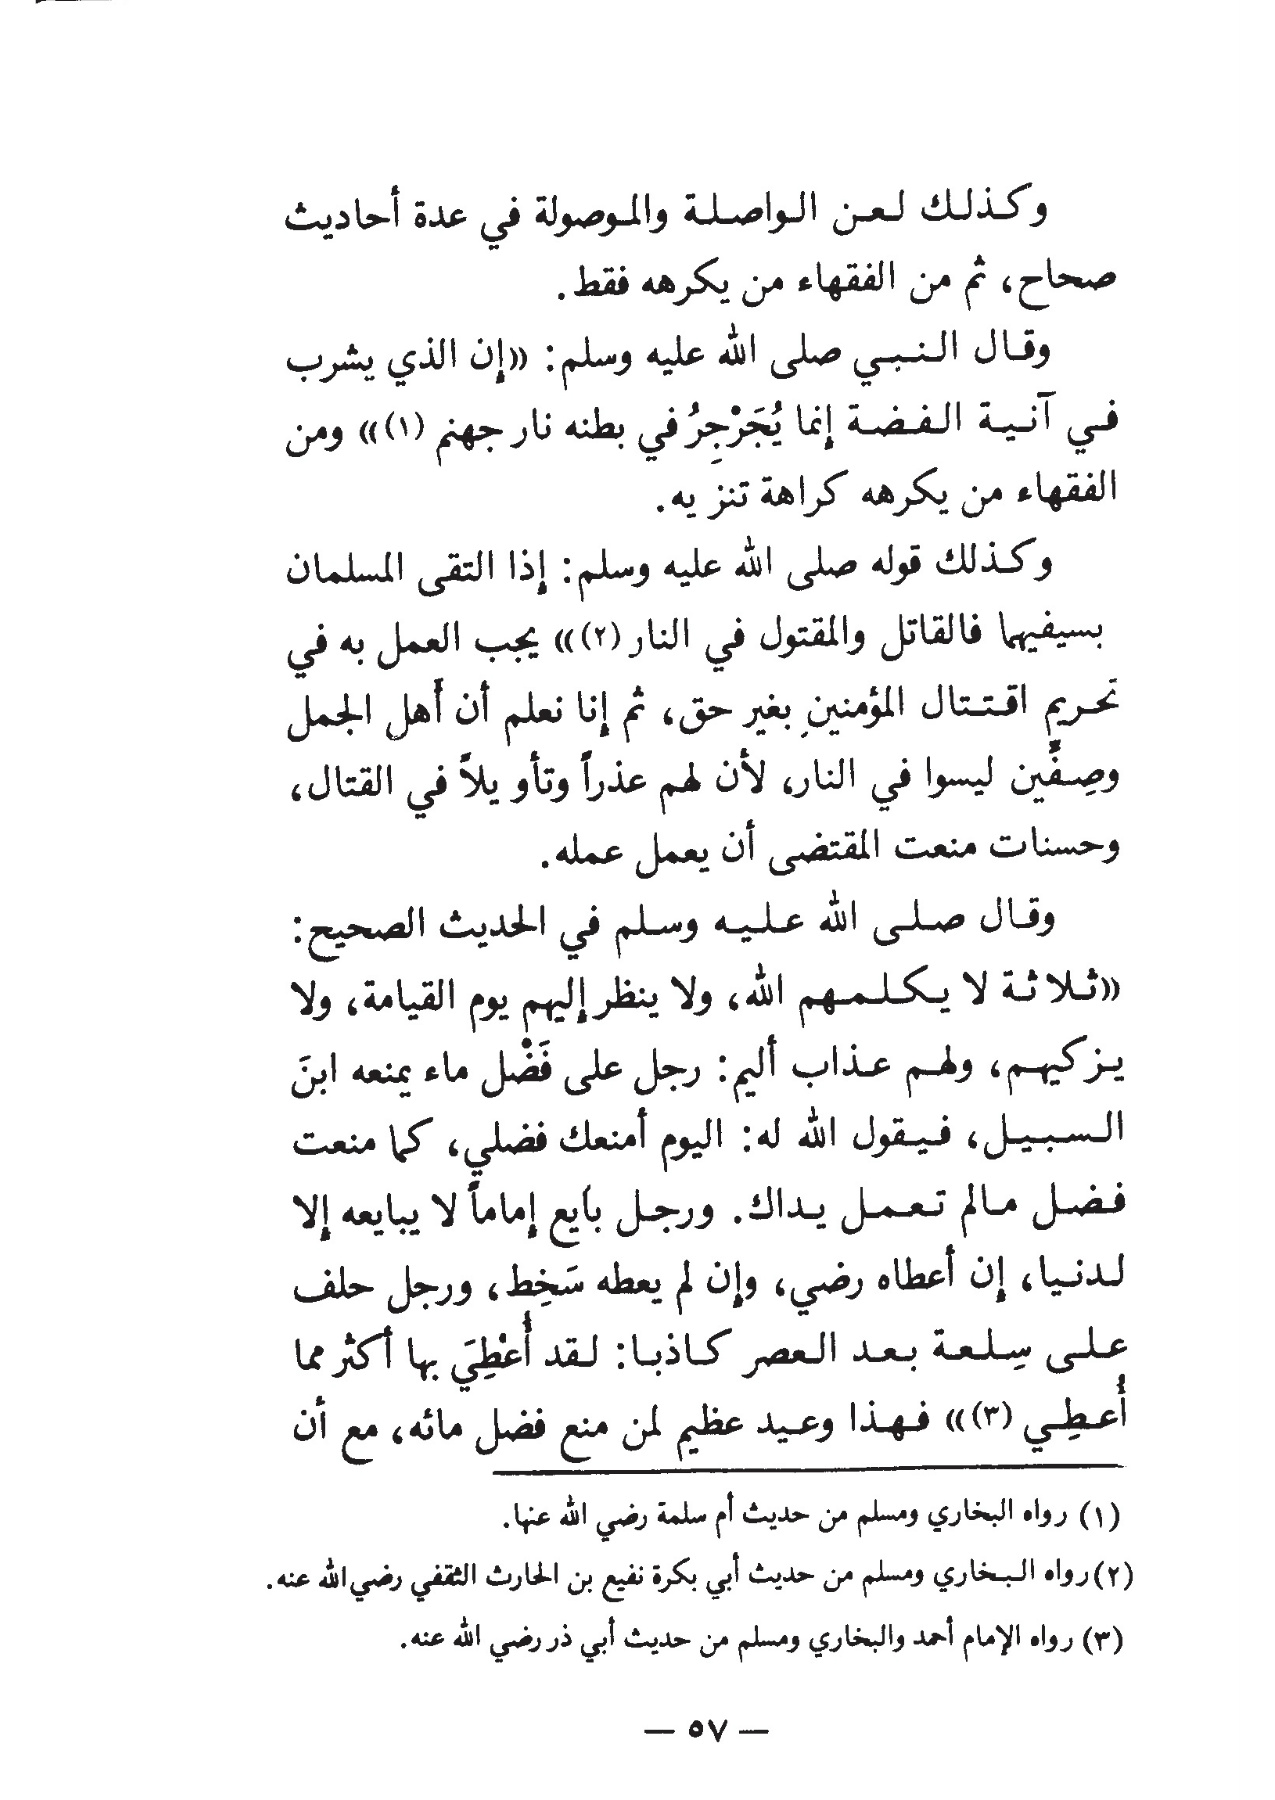 وكذلك لعن الواصلة والموصولة في عدة أحاديث
صحاح، ثم من الفقهاء من يكرهه فقط.
وقال النبي صلى الله عليه وسلم: «إن الذي يشرب
في آنية الفضة إنما يُجَرْجِرُ في بطنه نار جهنم (١)» ومن
الفقهاء من يكرهه كراهة تنزيه.
وكذلك قوله صلى الله عليه وسلم: إذا التقى المسلمان
بسيفيهما فالقاتل والمقتول في النار (٢)» يجب العمل به في
تحريم اقتتال المؤمنين بغير حق، ثم إنا نعلم أن أهل الجمل
وصِفِّين ليسوا في النار، لأن لهم عذراً وتأويلاً في القتال،
وحسنات منعت المقتضى أن يعمل عمله.
وقال صلى الله عليه وسلم في الحديث الصحيح:
«ثلاثة لا يكلمهم الله، ولا ينظر إليهم يوم القيامة، ولا
يزكيهم، ولهم عذاب أليم: رجل على فَضْل ماء يمنعه ابنَ
السبيل، فيقول الله له: اليوم أمنعك فضلي، كما منعت
فضل مالم تعمل يداك. ورجل بايع إماماً لا يبايعه إلا
لدنيا، إن أعطاه رضي، وإن لم يعطه سَخِط، ورجل حلف
على سِلعة بعد العصر كاذبا: لقد أُعْطِيَ بها أكثر مما
أُعطِي (٣)» فهذا وعيد عظيم لمن منع فضل مائه، مع أن
(١) رواه البخاري ومسلم من حديث أم سلمة رضي الله عنها.
(٢) رواه البخاري ومسلم من حديث أبي بكرة نفيع بن الحارث الثقفي رضي الله عنه.
(٣) رواه الإمام أحمد والبخاري ومسلم من حديث أبي ذر رضي الله عنه.
— ٥٧ —